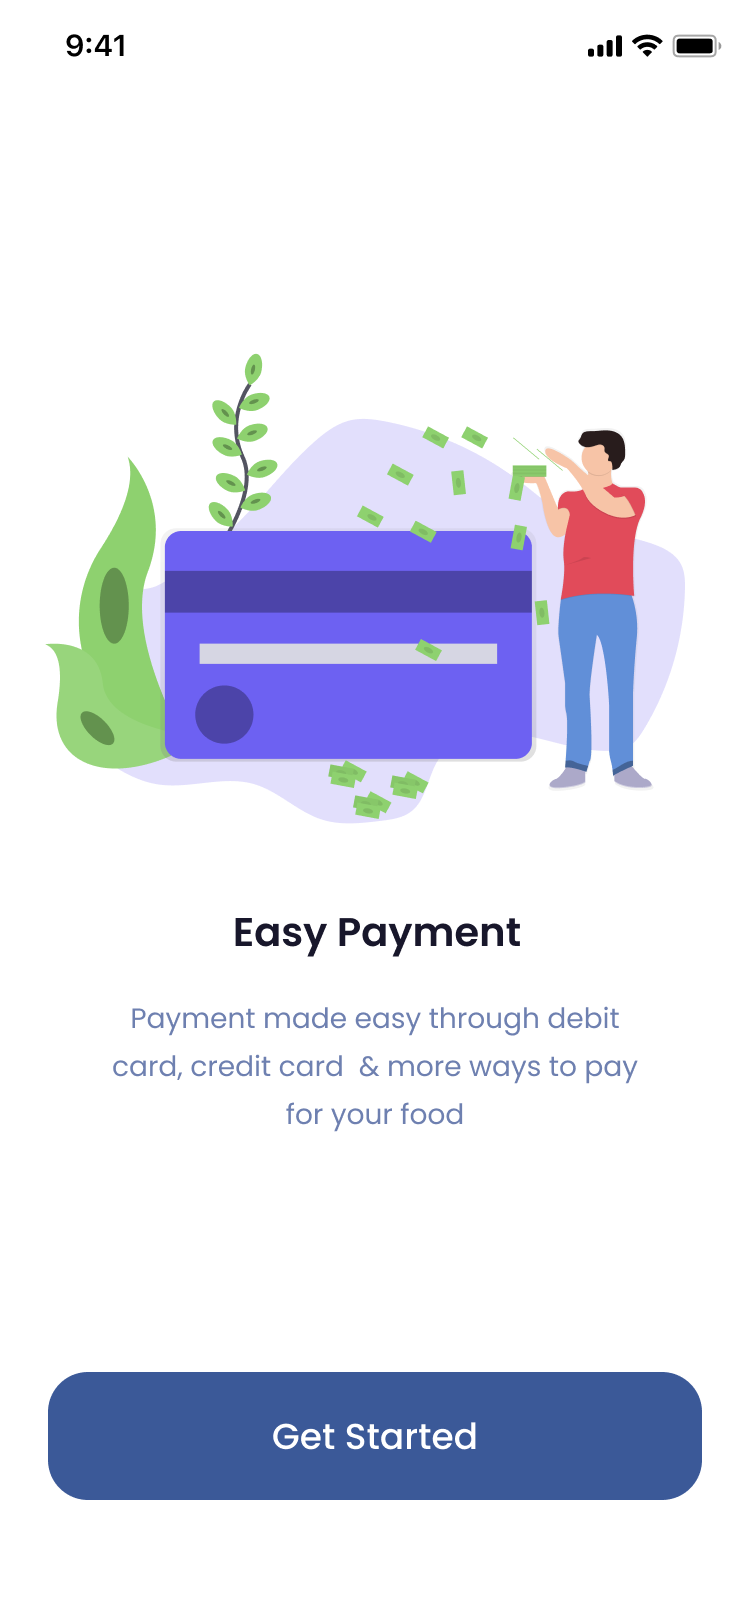 9:41
Easy Payment
Payment made easy through debit
card, credit card  & more ways to pay
for your food
Get Started